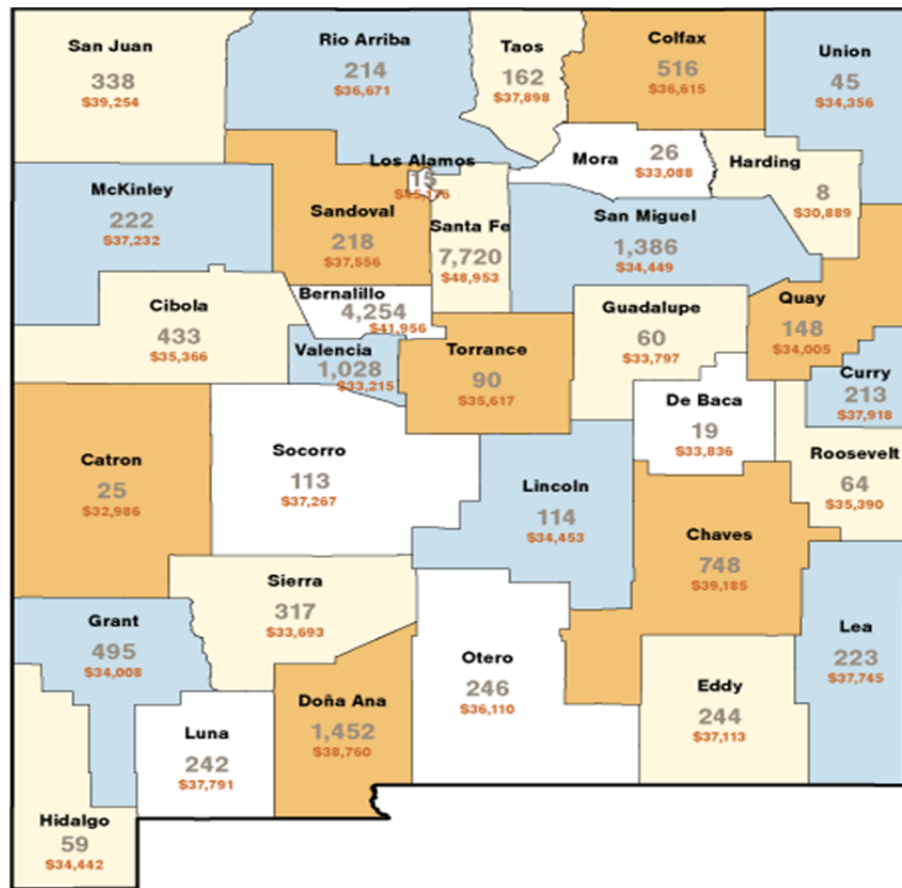 San Juan
338
$39,254
Rio Arriba
214
$36,671
Taos
162
$37,898
Colfax
516
$36,615
Union
45
$34,356
McKinley
222
$37,232
Sandoval
218
$37,556
Los Alamos
15
Santa Fe
7,720
$48,953
Mora
26
$33,088
Harding
8
$30,889
San Miguel
1,386
$34,449
Cibola
433
$35,366
Bernalillo
4,254
$41,956
Valencia
1,028
$33,215
Torrance
90
$35,617
Guadalupe
60
$33,797
Quay
148
$34,005
Curry
213
$37,918
De Baca
19
$33,836
Roosevelt
64
$35,390
Catron
25
$32,986
Socorro
113
$37,267
Lincoln
114
$34,453
Chaves
748
$39,185
Sierra
317
$33,693
Grant
495
$34,008
Lea
223
$37,745
Otero
246
$36,110
Eddy
244
$37,113
Doña Ana
1,452
$38,760
Luna
242
$37,791
Hidalgo
59
$34,442